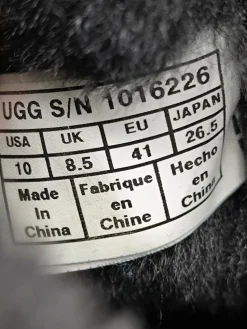 UGG S/N 1016226
USA UK EU JAPAN
10 8.5 41 26.5
Made Fabrique Hecho
In en en
China Chine China